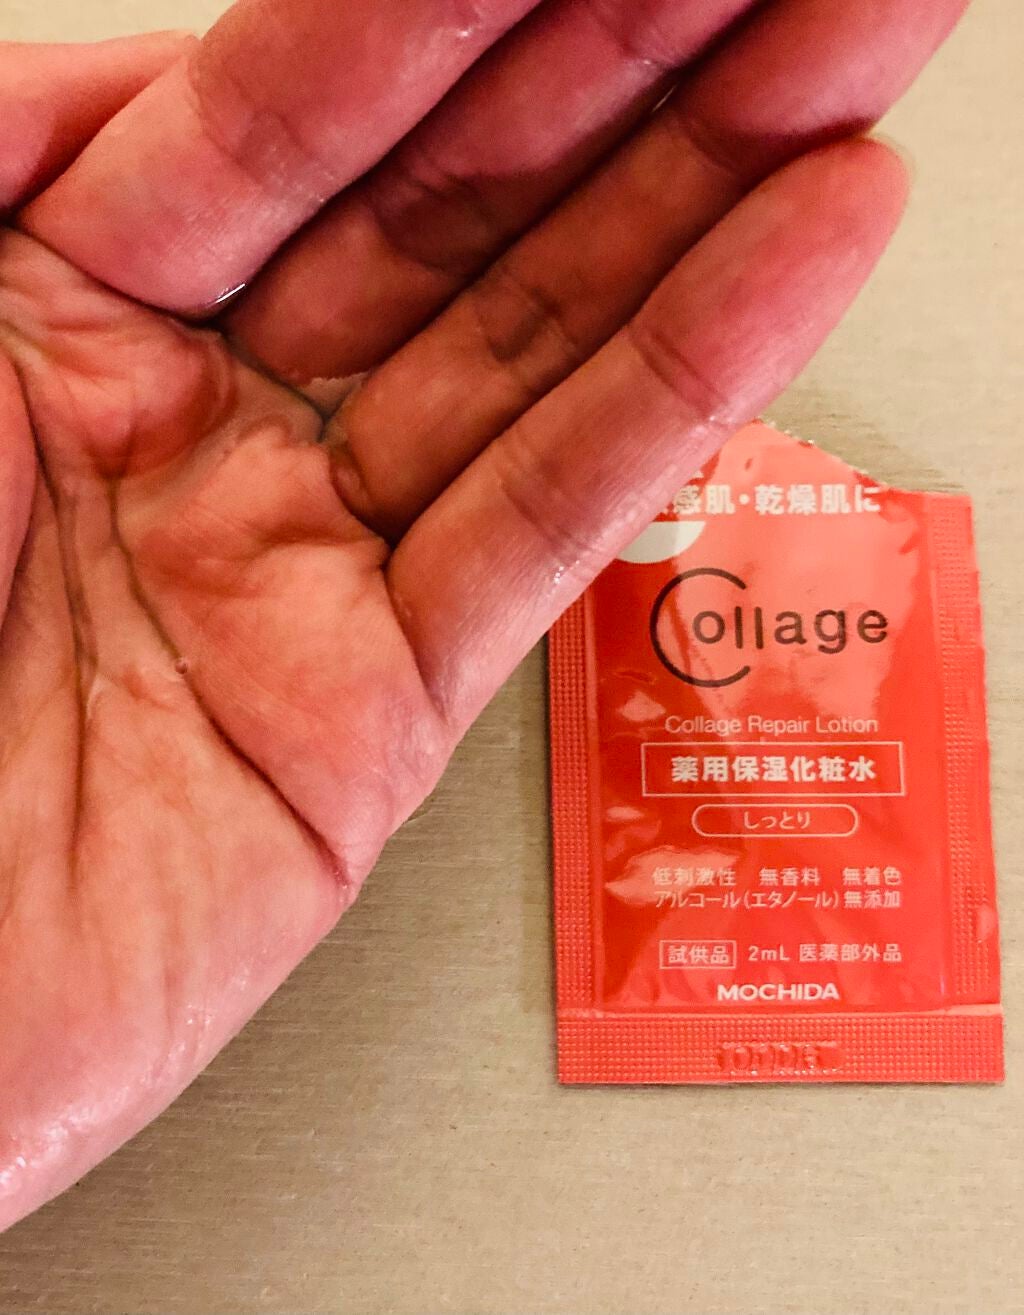 感肌・乾燥肌に
Collage
Collage Repair Lotion
薬用保湿化粧水
しっとり
低刺激性 無香料 無着色
アルコール(エタノール)無添加
試供品 2mL 医薬部外品
MOCHIDA